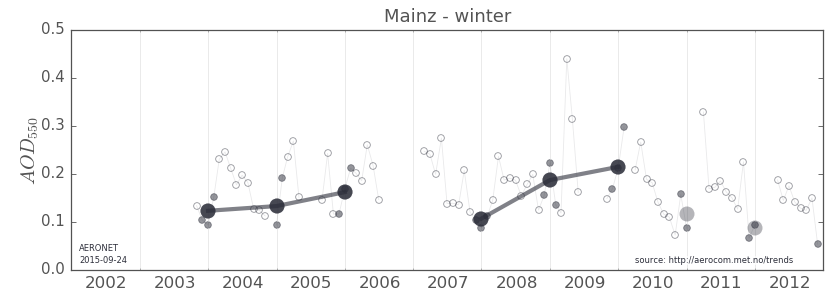 Mainz - winter
0.5
0.4
0.3
0.2
0.1
0.0
AOD550
AERONET
2015-09-24
source: http://aerocom.met.no/trends
2002 2003 2004 2005 2006 2007 2008 2009 2010 2011 2012